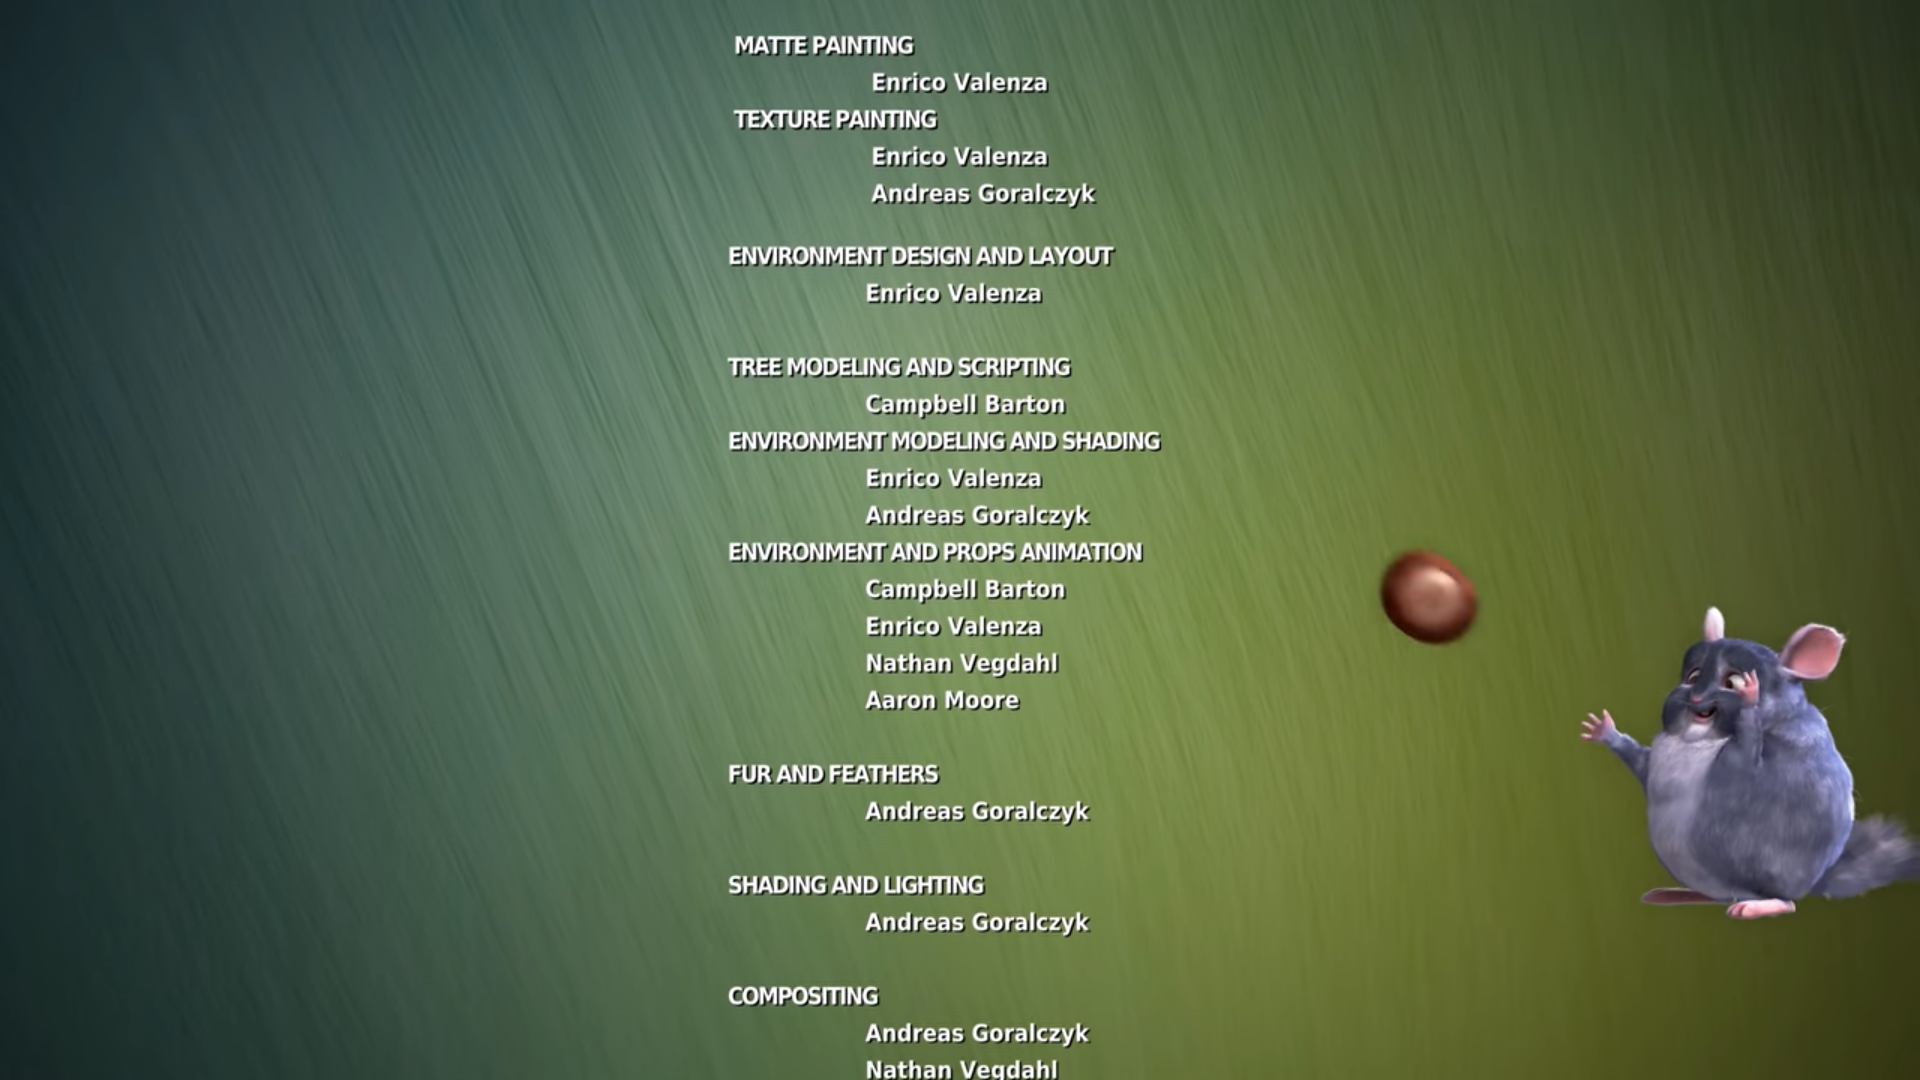 MATTE PAINTING
Enrico Valenza
TEXTURE PAINTING
Enrico Valenza
Andreas Goralczyk
ENVIRONMENT DESIGN AND LAYOUT
Enrico Valenza
TREE MODELING AND SCRIPTING
Campbell Barton
ENVIRONMENT MODELING AND SHADING
Enrico Valenza
Andreas Goralczyk
ENVIRONMENT AND PROPS ANIMATION
Campbell Barton
Enrico Valenza
Nathan Vegdahl
Aaron Moore
FUR AND FEATHERS
Andreas Goralczyk
SHADING AND LIGHTING
Andreas Goralczyk
COMPOSITING
Andreas Goralczyk
Nathan Vegdahl